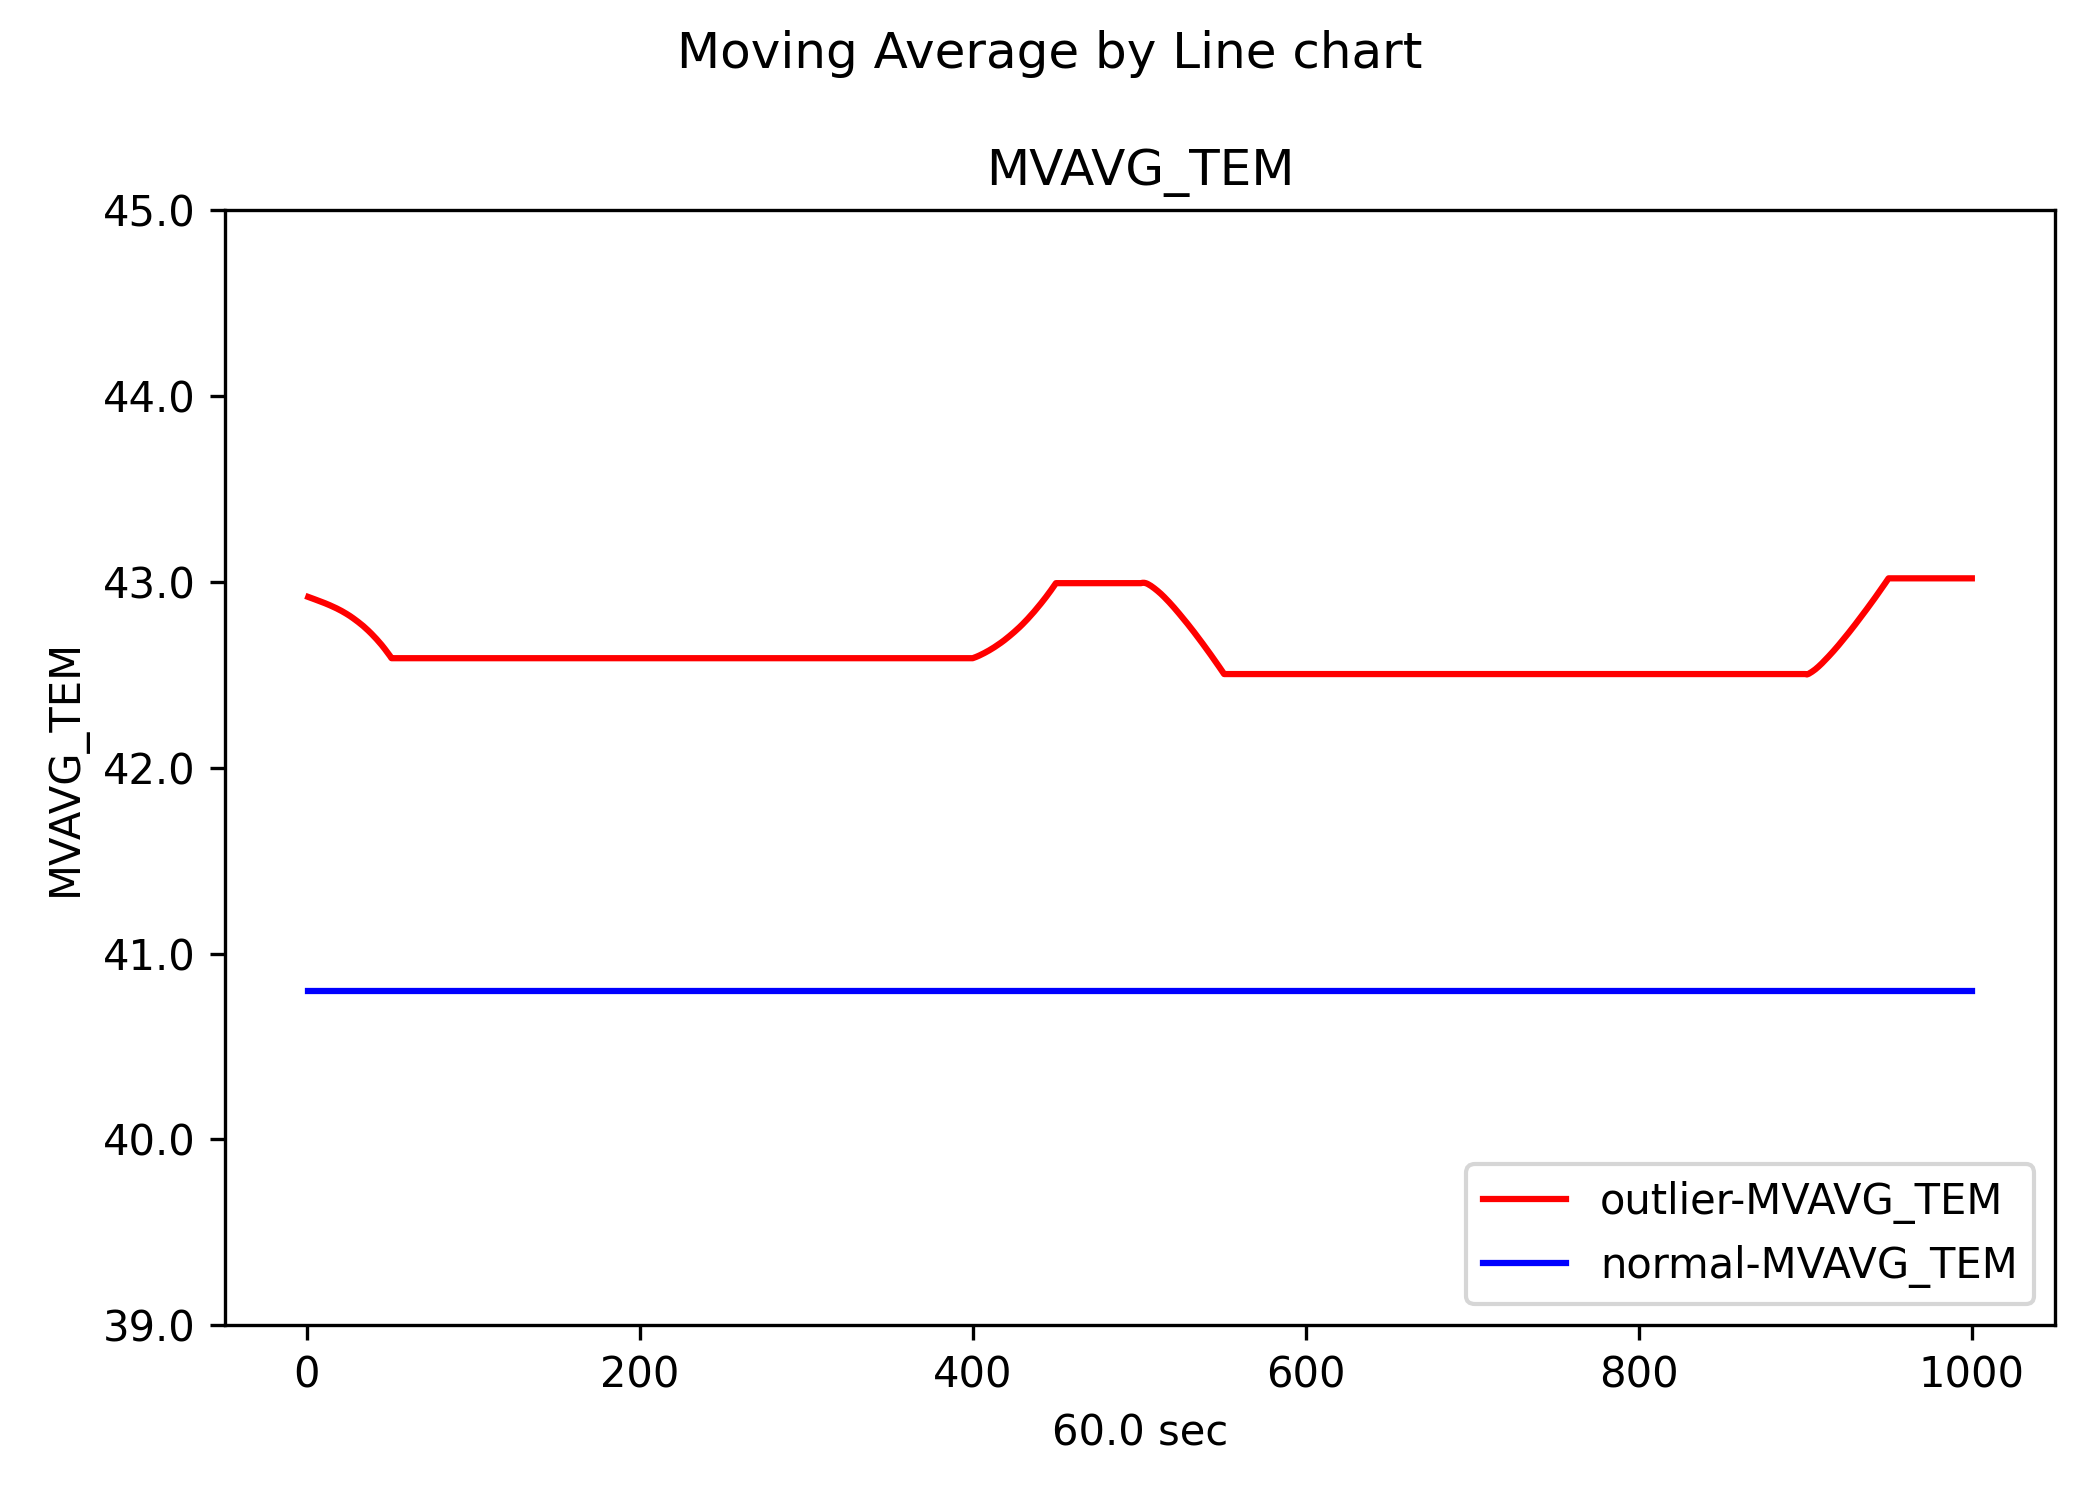 Moving Average by Line chart
MVAVG_TEM
45.0
44.0
43.0
42.0
41.0
40.0
39.0
MVAVG_TEM
outlier-MVAVG_TEM
normal-MVAVG_TEM
0 200 400 600 800 1000
60.0 sec